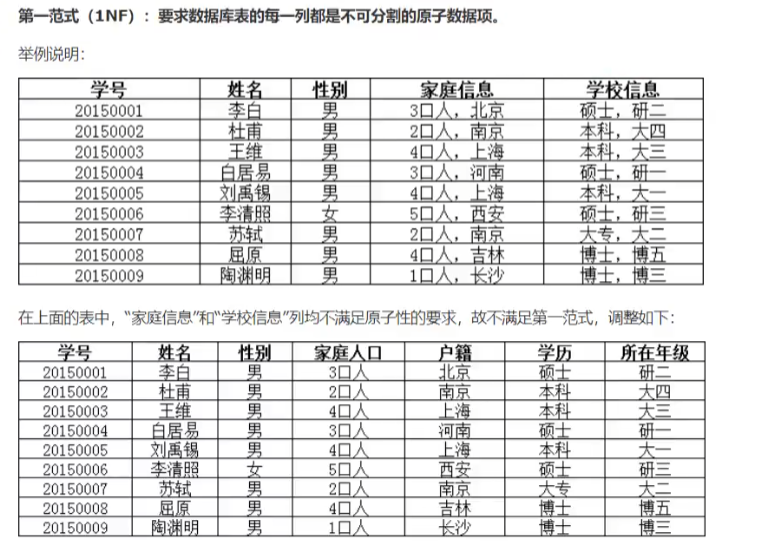 第一范式（1NF）：要求数据库表的每一列都是不可分割的原子数据项。
举例说明：
学号 姓名 性别 家庭信息 学校信息
20150001 李白 男 3口人，北京 硕士，研二
20150002 杜甫 男 2口人，南京 本科，大四
20150003 王维 男 4口人，上海 本科，大三
20150004 白居易 男 3口人，河南 硕士，研一
20150005 刘禹锡 男 4口人，上海 本科，大一
20150006 李清照 女 5口人，西安 硕士，研三
20150007 苏轼 男 2口人，南京 大专，大二
20150008 屈原 男 4口人，吉林 博士，博五
20150009 陶渊明 男 1口人，长沙 博士，博三
在上面的表中，“家庭信息”和“学校信息”列均不满足原子性的要求，故不满足第一范式，调整如下：
学号 姓名 性别 家庭人口 户籍 学历 所在年级
20150001 李白 男 3口人 北京 硕士 研二
20150002 杜甫 男 2口人 南京 本科 大四
20150003 王维 男 4口人 上海 本科 大三
20150004 白居易 男 3口人 河南 硕士 研一
20150005 刘禹锡 男 4口人 上海 本科 大一
20150006 李清照 女 5口人 西安 硕士 研三
20150007 苏轼 男 2口人 南京 大专 大二
20150008 屈原 男 4口人 吉林 博士 博五
20150009 陶渊明 男 1口人 长沙 博士 博三